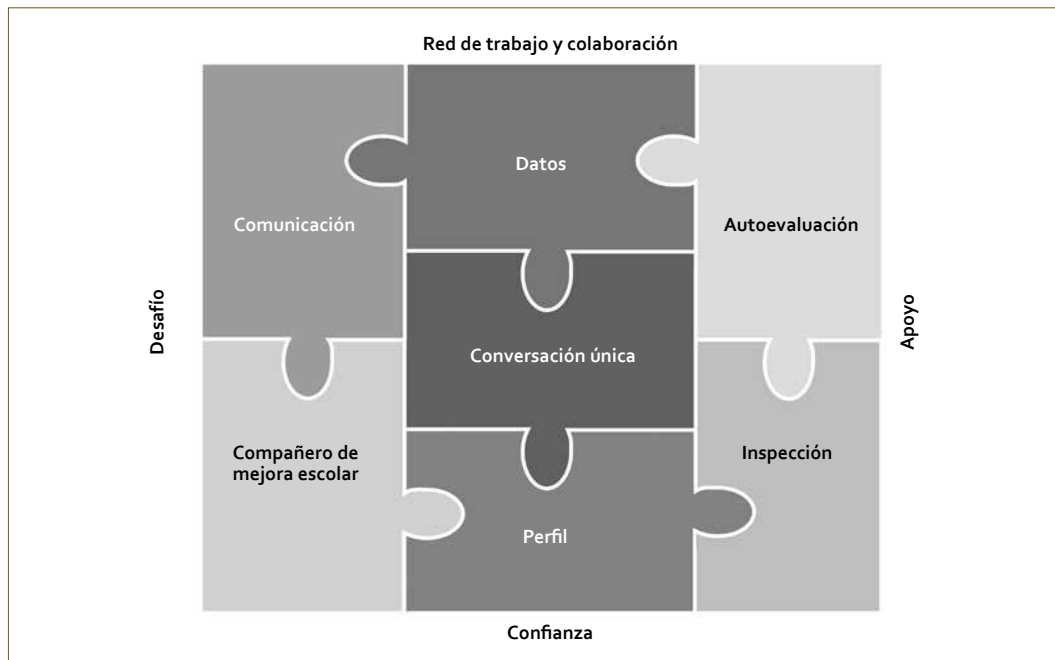 Red de trabajo y colaboración
Datos
Comunicación
Autoevaluación
Desafío
Apoyo
Conversación única
Compañero de
mejora escolar
Inspección
Perfil
Confianza